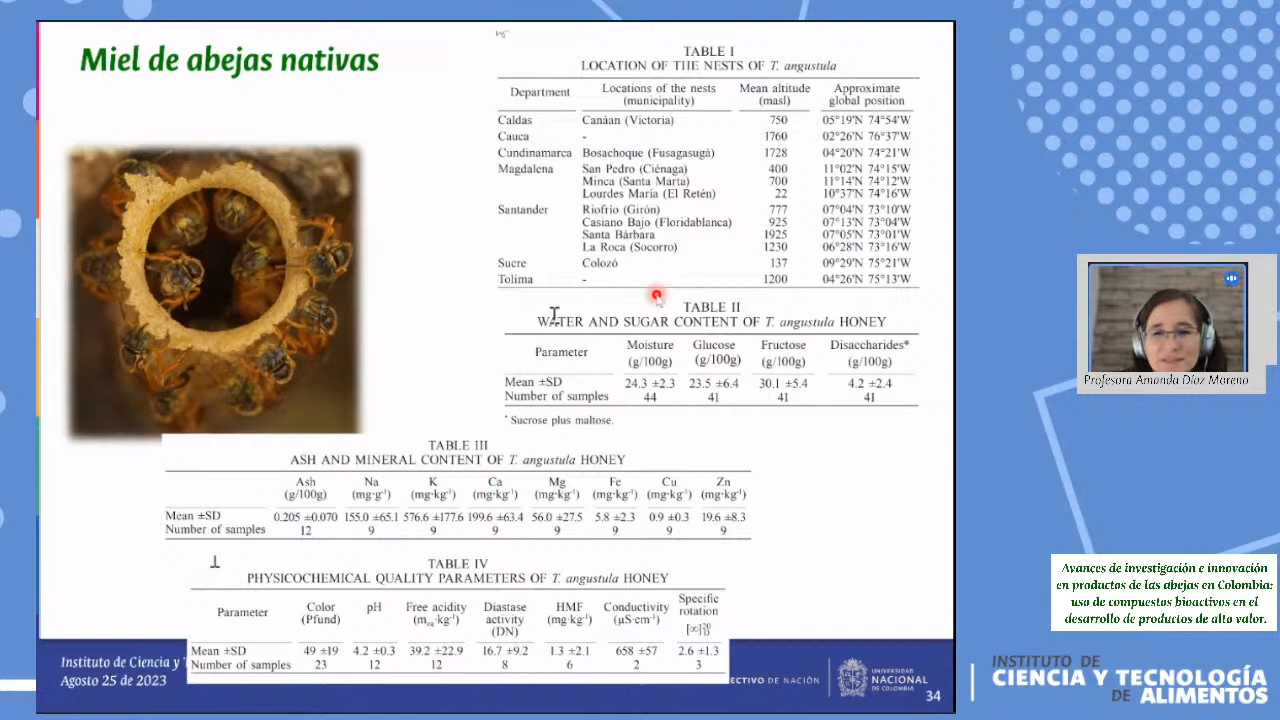 Miel de abejas nativas
TABLE I
LOCATION OF THE NESTS OF T. angustula
Department Locations of the nests (municipality) Mean altitude (masl) Approximate global position
Caldas Canáan (Victoria) 750 05°19'N 74°54'W
Cauca - 1760 02°26'N 76°37'W
Cundinamarca Bosachoque (Fusagasugá) 1728 04°20'N 74°21'W
Magdalena San Pedro (Ciénaga) 400 11°02'N 74°15'W
Minca (Santa Marta) 700 11°14'N 74°12'W
Lourdes María (El Retén) 22 10°37'N 74°16'W
Santander Riofrio (Girón) 777 07°04'N 73°10'W
Casiano Bajo (Floridablanca) 925 07°13'N 73°04'W
Santa Bárbara 1925 07°05'N 73°01'W
La Roca (Socorro) 1230 06°28'N 73°16'W
Sucre Colozó 137 09°29'N 75°21'W
Tolima - 1200 04°26'N 75°13'W
TABLE II
WATER AND SUGAR CONTENT OF T. angustula HONEY
Parameter Moisture (g/100g) Glucose (g/100g) Fructose (g/100g) Disaccharides* (g/100g)
Mean ±SD 24.3 ±2.3 23.5 ±6.4 30.1 ±5.4 4.2 ±2.4
Number of samples 44 41 41 41
* Sucrose plus maltose.
TABLE III
ASH AND MINERAL CONTENT OF T. angustula HONEY
Ash (g/100g) Na (mg·kg-1) K (mg·kg-1) Ca (mg·kg-1) Mg (mg·kg-1) Fe (mg·kg-1) Cu (mg·kg-1) Zn (mg·kg-1)
Mean ±SD 0.205 ±0.070 155.0 ±65.1 576.6 ±177.6 199.6 ±63.4 56.0 ±27.5 5.8 ±2.3 0.9 ±0.3 19.6 ±8.3
Number of samples 12 9 9 9 9 9 9 9
TABLE IV
PHYSICOCHEMICAL QUALITY PARAMETERS OF T. angustula HONEY
Parameter Color (Pfund) pH Free acidity (meq·kg-1) Diastase activity (DN) HMF (mg·kg-1) Conductivity (µS·cm-1) Specific rotation [∞]20D
Mean ±SD 49 ±19 4.2 ±0.3 39.2 ±22.9 16.7 ±9.2 1.3 ±2.1 658 ±57 2.6 ±1.3
Number of samples 23 12 12 8 6 2 3
Instituto de Ciencia y T
Agosto 25 de 2023
ECTIVO DE NACIÓN
UNIVERSIDAD
NACIONAL
DE COLOMBIA
34
Profesora Amanda Díaz Moreno
Avances de investigación e innovación
en productos de las abejas en Colombia:
uso de compuestos bioactivos en el
desarrollo de productos de alto valor.
INSTITUTO DE
CIENCIA Y TECNOLOGÍA
DE ALIMENTOS